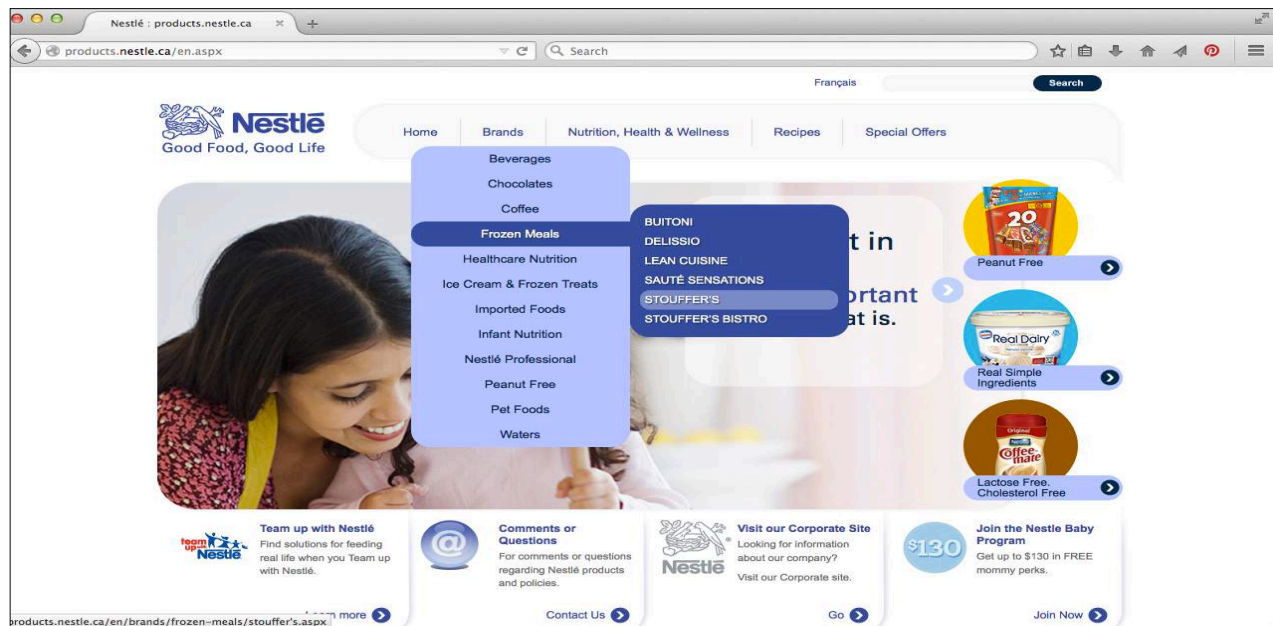 Nestlé : products.nestle.ca
products.nestle.ca/en.aspx
Search
Français
Search
Nestlé
Good Food, Good Life
Home
Brands
Nutrition, Health & Wellness
Recipes
Special Offers
Beverages
Chocolates
Coffee
Frozen Meals
Healthcare Nutrition
Ice Cream & Frozen Treats
Imported Foods
Infant Nutrition
Nestlé Professional
Peanut Free
Pet Foods
Waters
BUITONI
DELISSIO
LEAN CUISINE
SAUTÉ SENSATIONS
STOUFFER'S
STOUFFER'S BISTRO
t in
ortant
at is.
20
Peanut Free
Real Dairy
Real Simple
Ingredients
Original
Coffee-
mate
Lactose Free.
Cholesterol Free
team
up with
Nestlé
Team up with Nestlé
Find solutions for feeding
real life when you Team up
with Nestlé.
more
@
Comments or
Questions
For comments or questions
regarding Nestlé products
and policies.
Contact Us
Nestlé
Visit our Corporate Site
Looking for information
about our company?
Visit our Corporate site.
Go
$130
Join the Nestle Baby
Program
Get up to $130 in FREE
mommy perks.
Join Now
products.nestle.ca/en/brands/frozen-meals/stouffer's.aspx